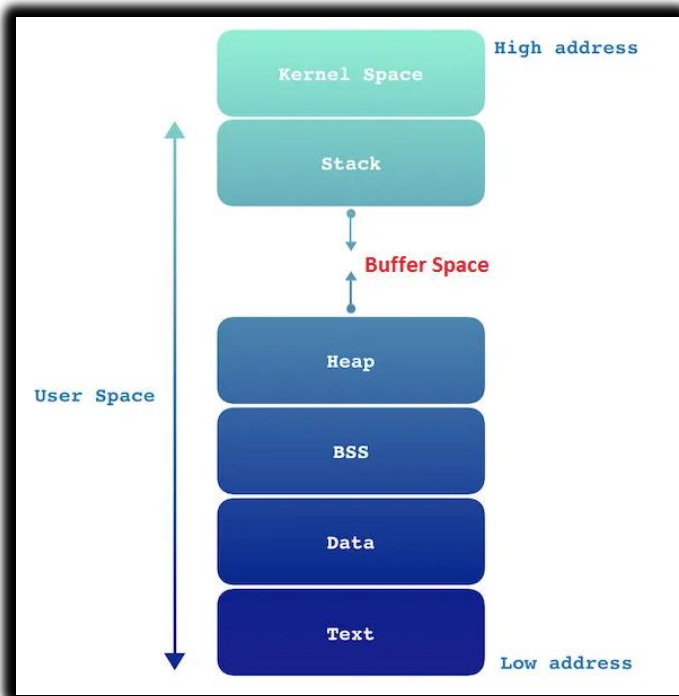 Kernel Space
High address
Stack
Buffer Space
Heap
User Space
BSS
Data
Text
Low address